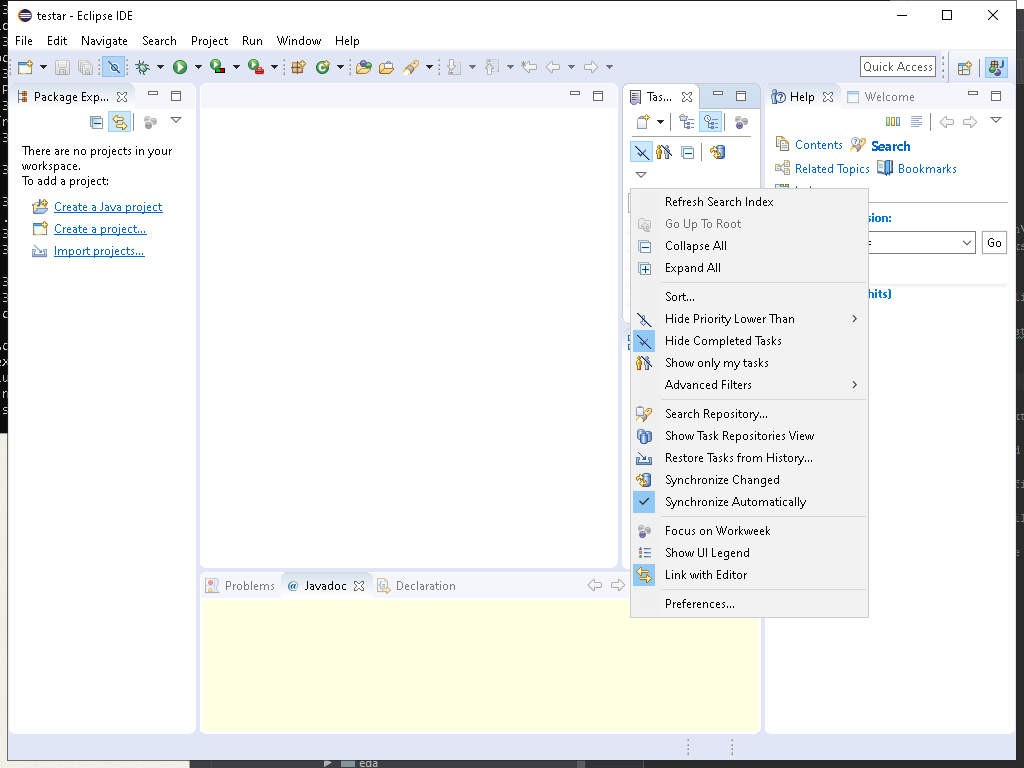 testar - Eclipse IDE
File Edit Navigate Search Project Run Window Help
Quick Access
Package Exp...
Tas...
Help
Welcome
There are no projects in your
workspace.
To add a project:
Create a Java project
Create a project...
Import projects...
Contents
Search
Related Topics
Bookmarks
Go
hits)
Refresh Search Index
Go Up To Root
Collapse All
Expand All
Sort...
Hide Priority Lower Than
Hide Completed Tasks
Show only my tasks
Advanced Filters
Search Repository...
Show Task Repositories View
Restore Tasks from History...
Synchronize Changed
Synchronize Automatically
Focus on Workweek
Show UI Legend
Link with Editor
Preferences...
Problems
@ Javadoc
Declaration
eda